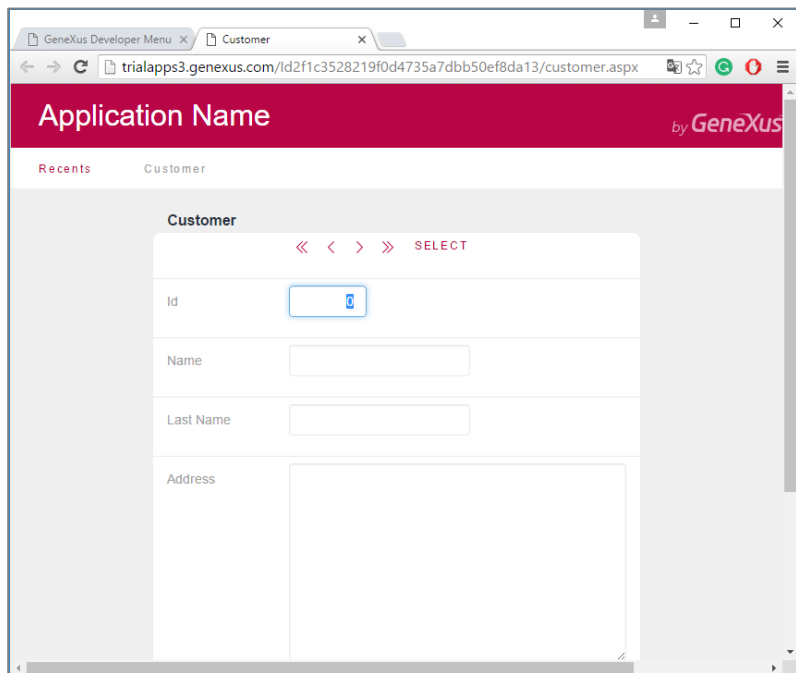 GeneXus Developer Menu
Customer
trialapps3.genexus.com/Id2f1c3528219f0d4735a7dbb50ef8da13/customer.aspx
Application Name
by GeneXus
Recents Customer
Customer
SELECT
Id 0
Name
Last Name
Address